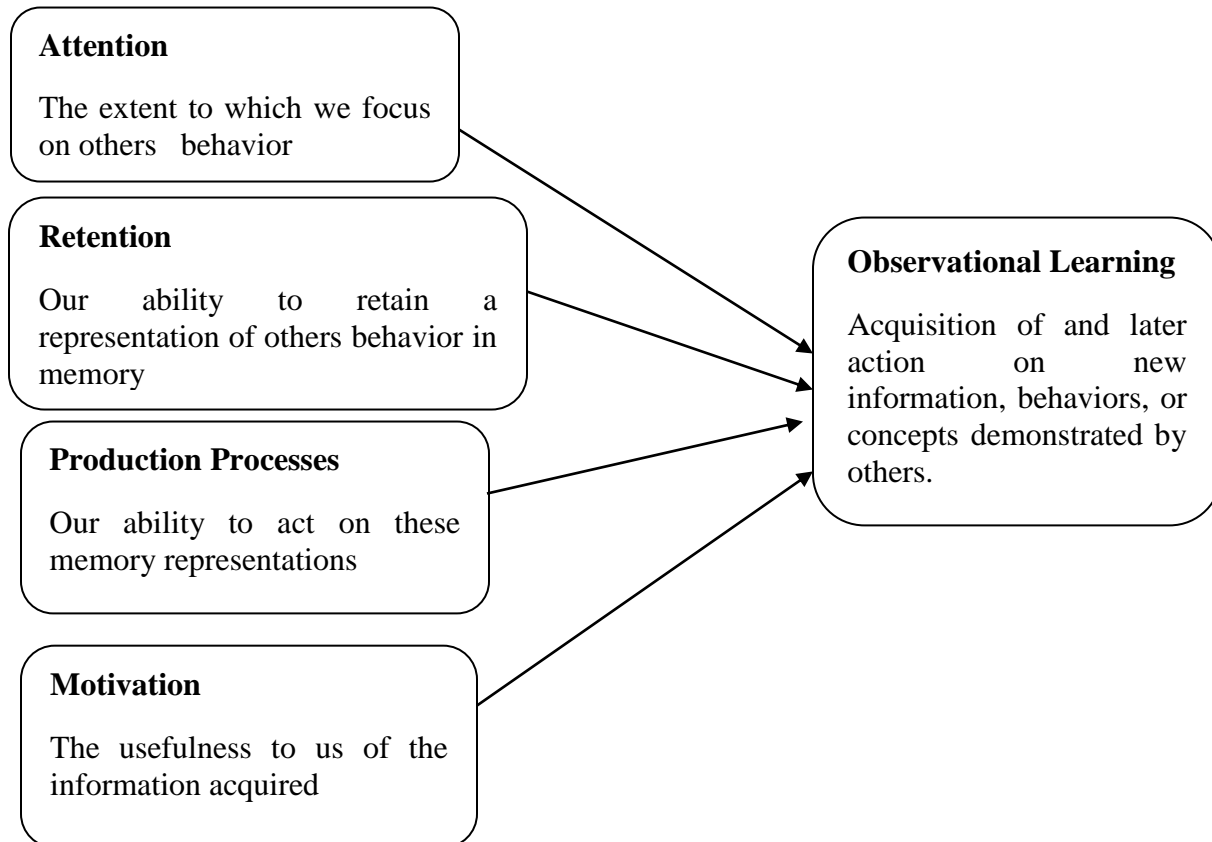 Attention
The extent to which we focus
on others behavior
Retention
Our ability to retain a
representation of others behavior in
memory
Production Processes
Our ability to act on these
memory representations
Motivation
The usefulness to us of the
information acquired
Observational Learning
Acquisition of and later
action on new
information, behaviors, or
concepts demonstrated by
others.